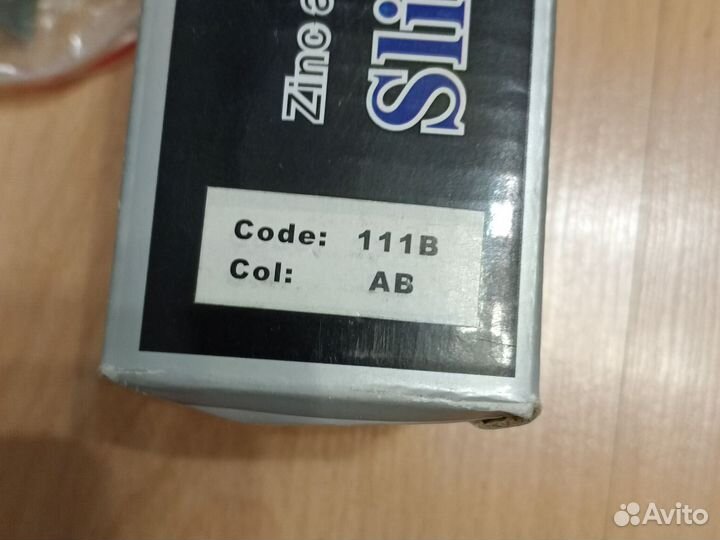 Zinc a
Sli
Code: 111B
Col: AB
Avito